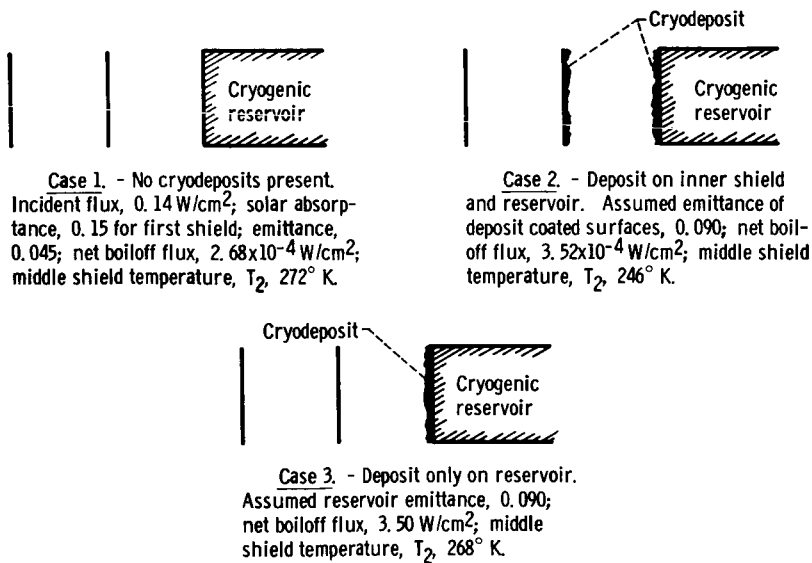 Cryodeposit
Cryogenic
reservoir
Cryogenic
reservoir
Case 1. - No cryodeposits present.
Incident flux, 0.14 W/cm²; solar absorp-
tance, 0.15 for first shield; emittance,
0.045; net boiloff flux, 2.68x10⁻⁴ W/cm²;
middle shield temperature, T₂, 272° K.
Case 2. - Deposit on inner shield
and reservoir. Assumed emittance of
deposit coated surfaces, 0.090; net boil-
off flux, 3.52x10⁻⁴ W/cm²; middle shield
temperature, T₂, 246° K.
Cryodeposit
Cryogenic
reservoir
Case 3. - Deposit only on reservoir.
Assumed reservoir emittance, 0.090;
net boiloff flux, 3.50 W/cm²; middle
shield temperature, T₂, 268° K.